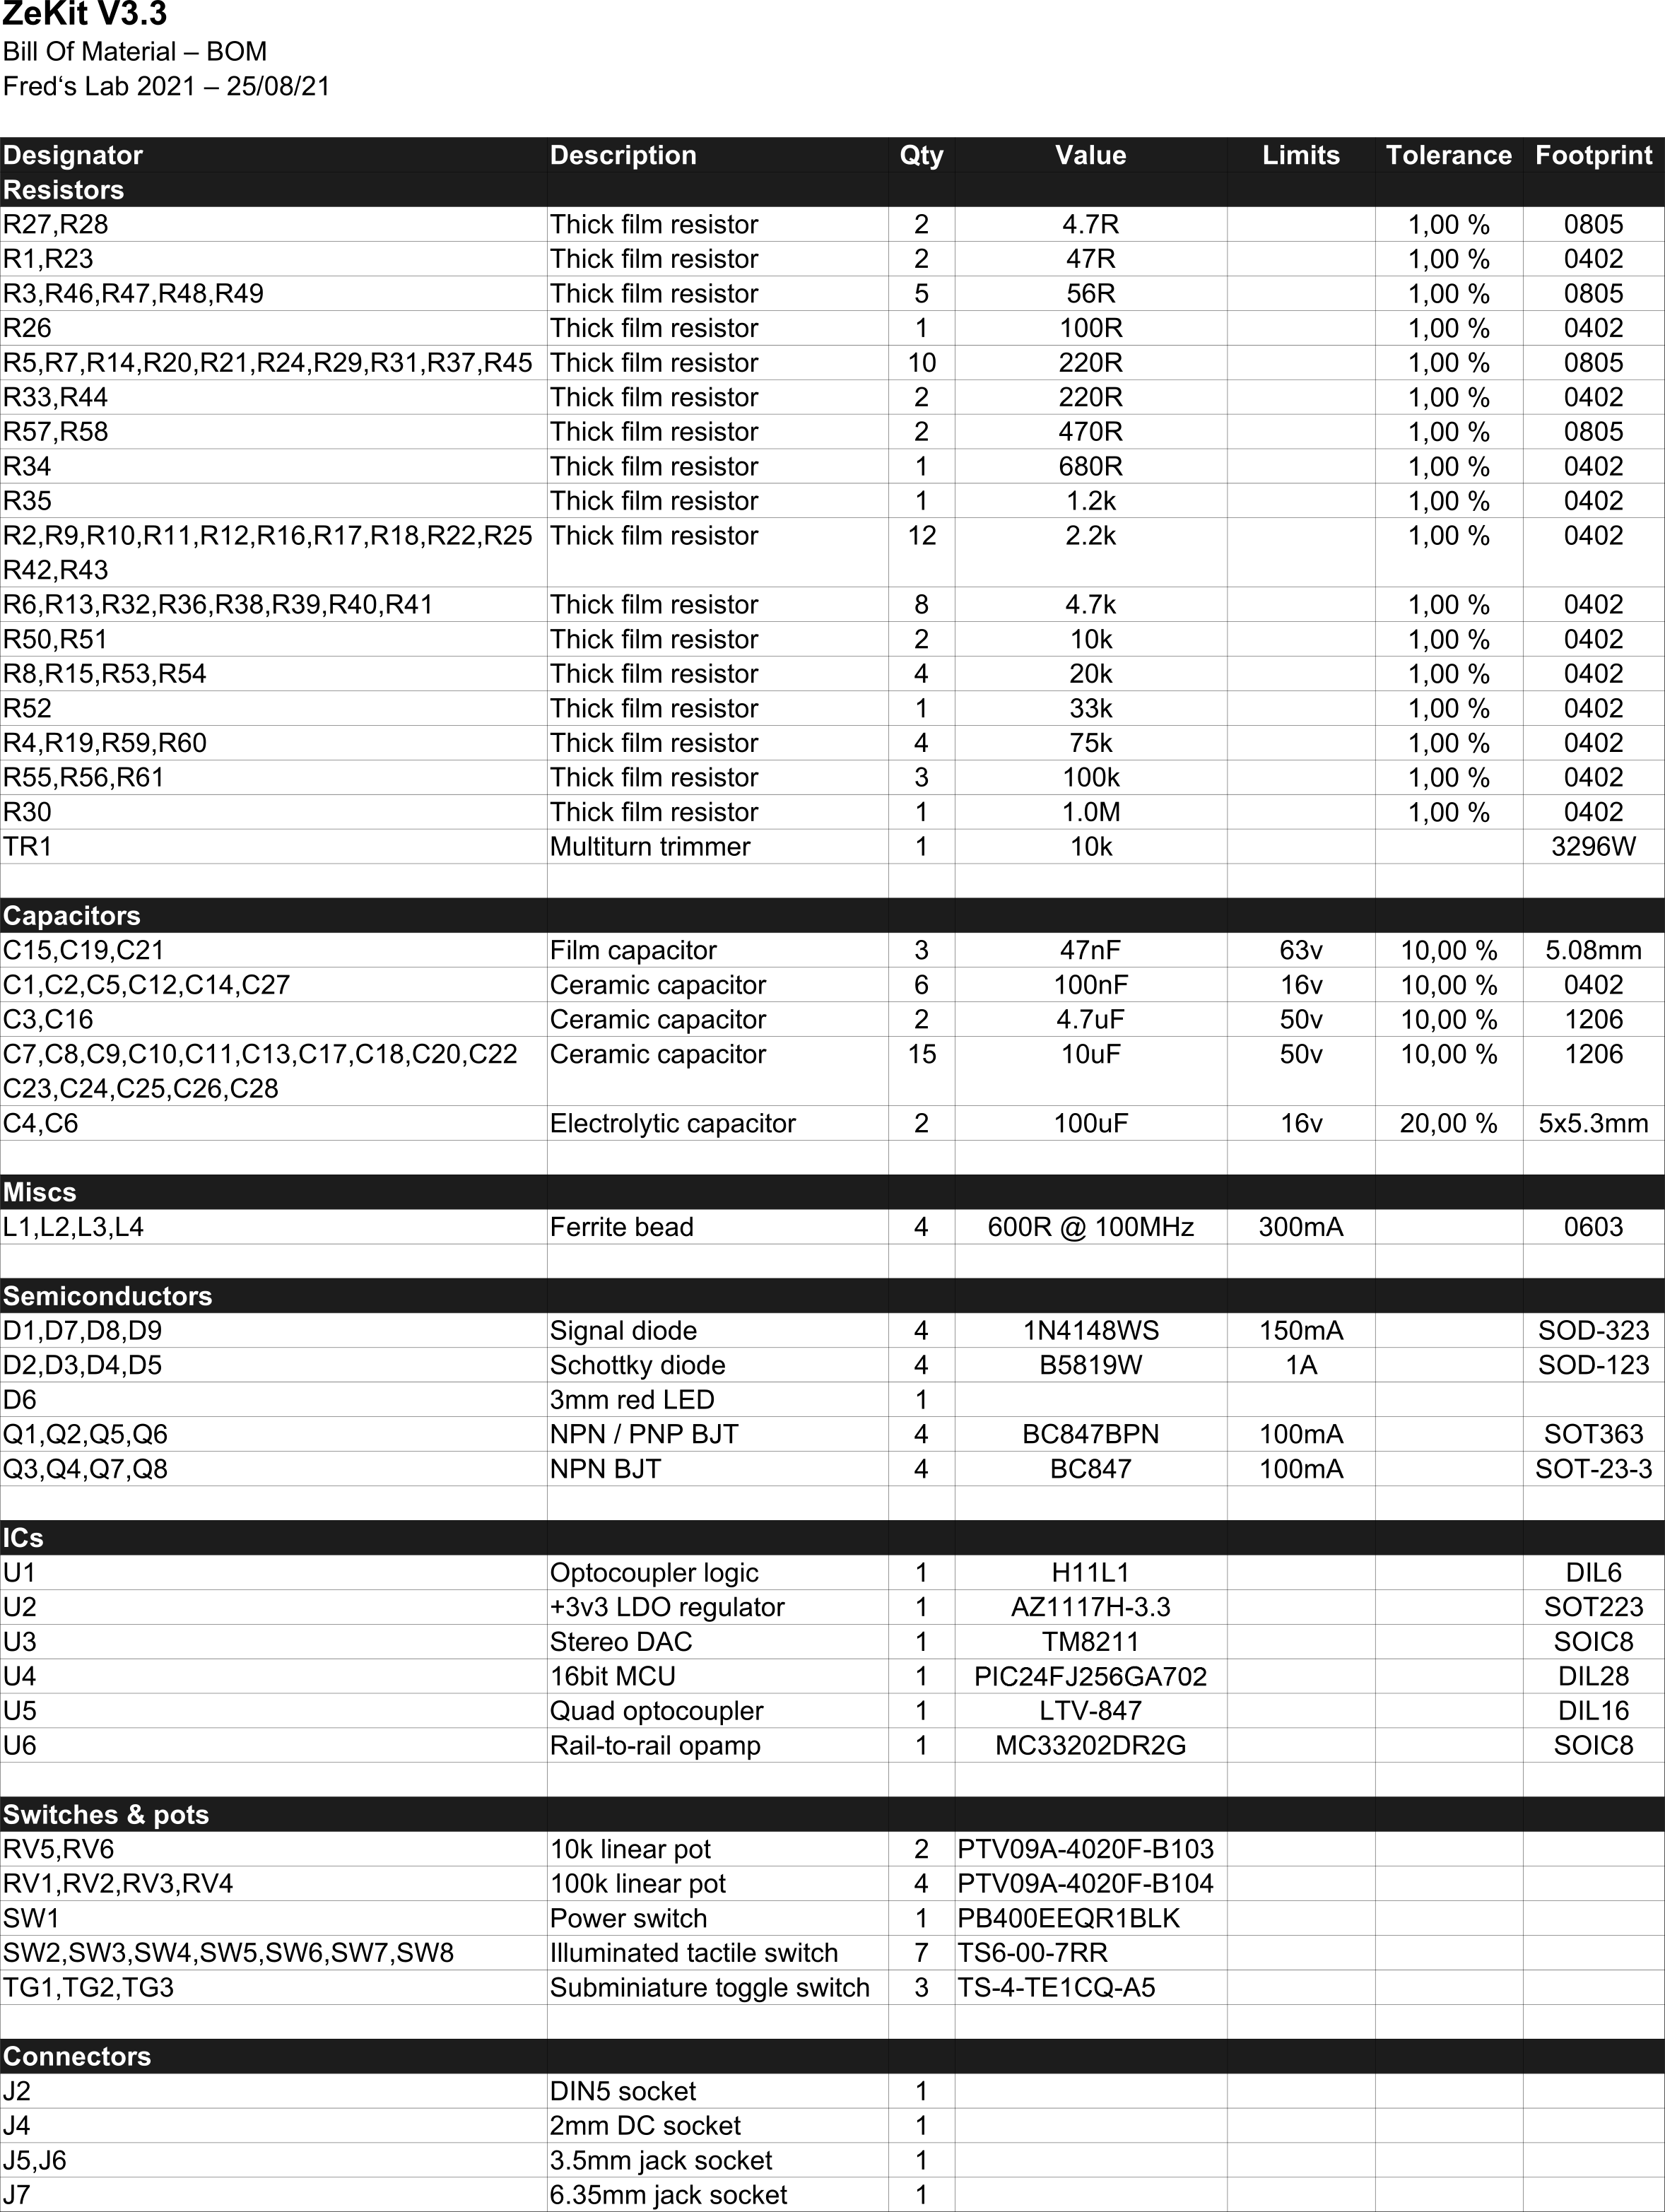 ZeKit V3.3
Bill Of Material – BOM
Fred‘s Lab 2021 – 25/08/21
Designator Description Qty Value Limits Tolerance Footprint
Resistors
R27,R28 Thick film resistor 2 4.7R 1,00 % 0805
R1,R23 Thick film resistor 2 47R 1,00 % 0402
R3,R46,R47,R48,R49 Thick film resistor 5 56R 1,00 % 0805
R26 Thick film resistor 1 100R 1,00 % 0402
R5,R7,R14,R20,R21,R24,R29,R31,R37,R45 Thick film resistor 10 220R 1,00 % 0805
R33,R44 Thick film resistor 2 220R 1,00 % 0402
R57,R58 Thick film resistor 2 470R 1,00 % 0805
R34 Thick film resistor 1 680R 1,00 % 0402
R35 Thick film resistor 1 1.2k 1,00 % 0402
R2,R9,R10,R11,R12,R16,R17,R18,R22,R25 Thick film resistor 12 2.2k 1,00 % 0402
R42,R43
R6,R13,R32,R36,R38,R39,R40,R41 Thick film resistor 8 4.7k 1,00 % 0402
R50,R51 Thick film resistor 2 10k 1,00 % 0402
R8,R15,R53,R54 Thick film resistor 4 20k 1,00 % 0402
R52 Thick film resistor 1 33k 1,00 % 0402
R4,R19,R59,R60 Thick film resistor 4 75k 1,00 % 0402
R55,R56,R61 Thick film resistor 3 100k 1,00 % 0402
R30 Thick film resistor 1 1.0M 1,00 % 0402
TR1 Multiturn trimmer 1 10k 3296W
Capacitors
C15,C19,C21 Film capacitor 3 47nF 63v 10,00 % 5.08mm
C1,C2,C5,C12,C14,C27 Ceramic capacitor 6 100nF 16v 10,00 % 0402
C3,C16 Ceramic capacitor 2 4.7uF 50v 10,00 % 1206
C7,C8,C9,C10,C11,C13,C17,C18,C20,C22 Ceramic capacitor 15 10uF 50v 10,00 % 1206
C23,C24,C25,C26,C28
C4,C6 Electrolytic capacitor 2 100uF 16v 20,00 % 5x5.3mm
Miscs
L1,L2,L3,L4 Ferrite bead 4 600R @ 100MHz 300mA 0603
Semiconductors
D1,D7,D8,D9 Signal diode 4 1N4148WS 150mA SOD-323
D2,D3,D4,D5 Schottky diode 4 B5819W 1A SOD-123
D6 3mm red LED 1
Q1,Q2,Q5,Q6 NPN / PNP BJT 4 BC847BPN 100mA SOT363
Q3,Q4,Q7,Q8 NPN BJT 4 BC847 100mA SOT-23-3
ICs
U1 Optocoupler logic 1 H11L1 DIL6
U2 +3v3 LDO regulator 1 AZ1117H-3.3 SOT223
U3 Stereo DAC 1 TM8211 SOIC8
U4 16bit MCU 1 PIC24FJ256GA702 DIL28
U5 Quad optocoupler 1 LTV-847 DIL16
U6 Rail-to-rail opamp 1 MC33202DR2G SOIC8
Switches & pots
RV5,RV6 10k linear pot 2 PTV09A-4020F-B103
RV1,RV2,RV3,RV4 100k linear pot 4 PTV09A-4020F-B104
SW1 Power switch 1 PB400EEQR1BLK
SW2,SW3,SW4,SW5,SW6,SW7,SW8 Illuminated tactile switch 7 TS6-00-7RR
TG1,TG2,TG3 Subminiature toggle switch 3 TS-4-TE1CQ-A5
Connectors
J2 DIN5 socket 1
J4 2mm DC socket 1
J5,J6 3.5mm jack socket 1
J7 6.35mm jack socket 1